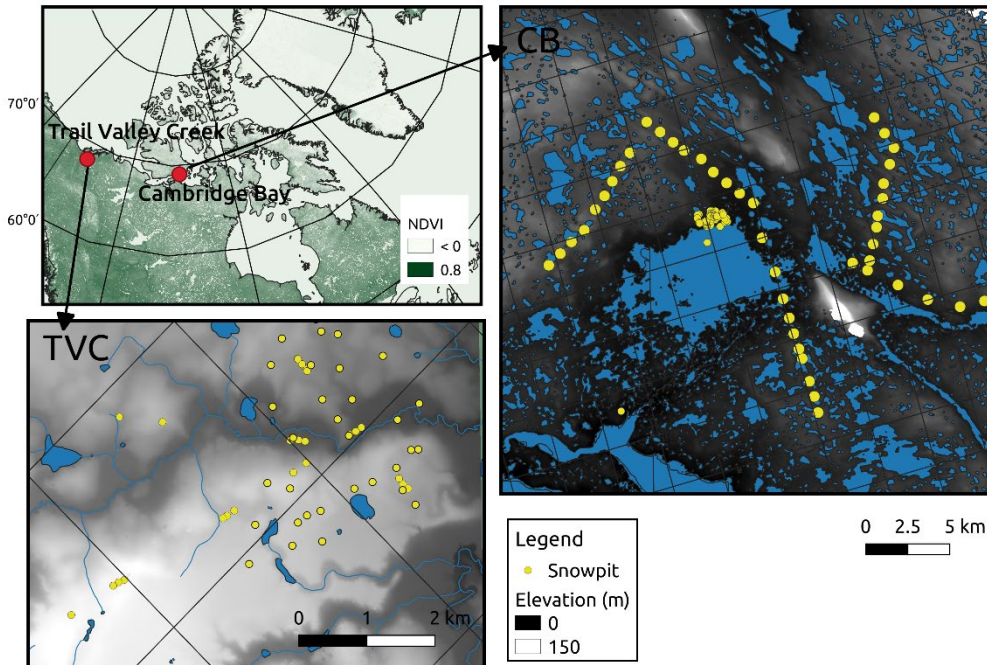 70°0'
60°0'
Trail Valley Creek
Cambridge Bay
NDVI
< 0
0.8
CB
TVC
0 1 2 km
0 2.5 5 km
Legend
Snowpit
Elevation (m)
0
150